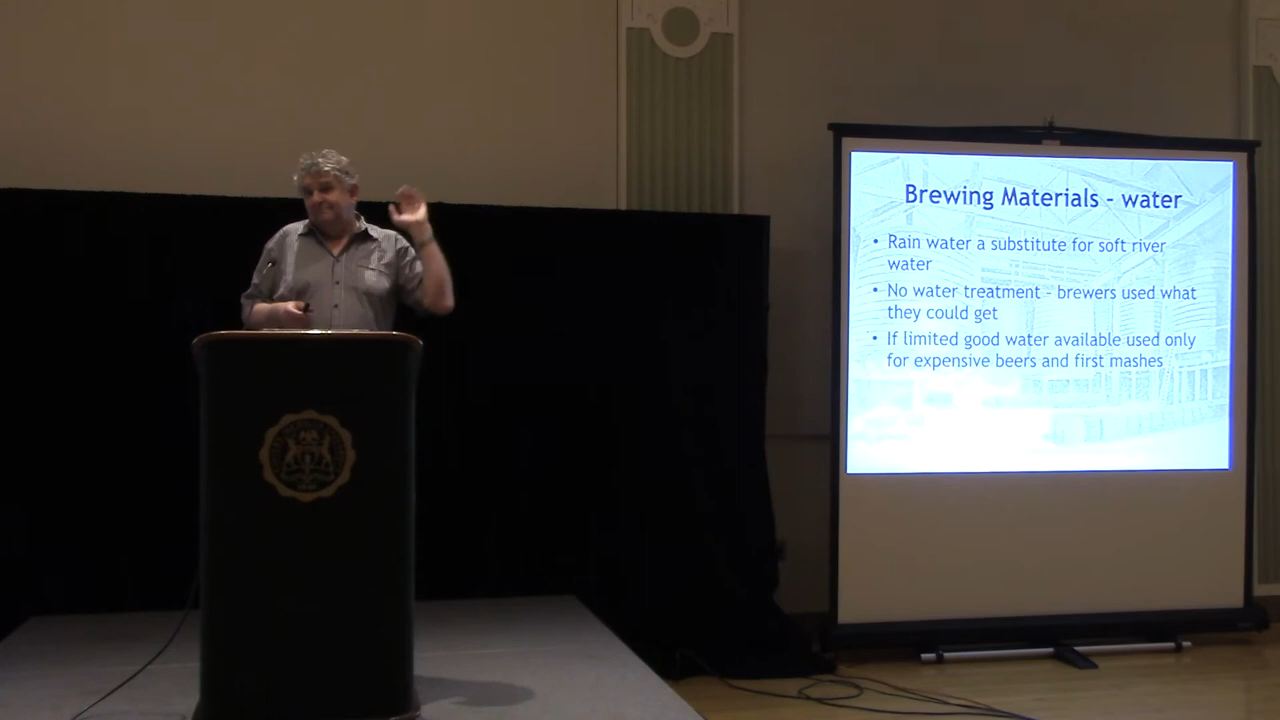 Brewing Materials - water
• Rain water a substitute for soft river
water
• No water treatment - brewers used what
they could get
• If limited good water available used only
for expensive beers and first mashes